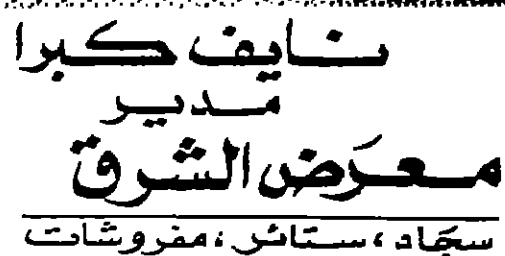 نايف كبرا
مدير
معرض الشرق
سجاد، ستائر، مفروشات